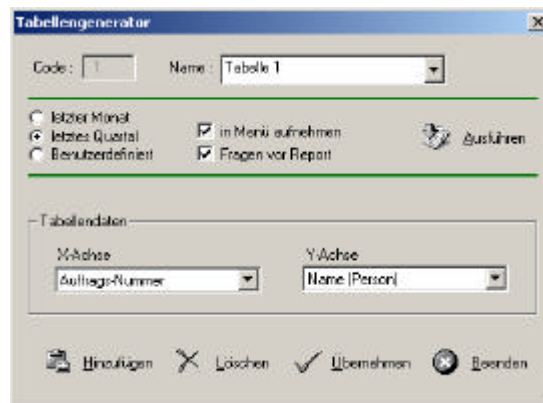 Tabellengenerator
Code : 1 Name : Tabelle 1
letzter Monat
letztes Quartal
Benutzerdefiniert
in Menü aufnehmen
Fragen vor Report
Ausführen
Tabellendaten
X-Achse Y-Achse
Auftrags-Nummer Name (Person)
Hinzufügen Löschen Übernehmen Beenden